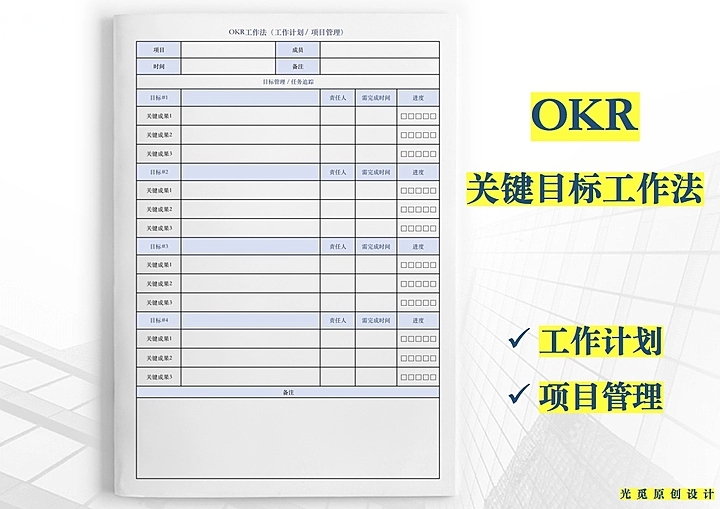 OKR工作法（工作计划/ 项目管理）
项目 成员
时间 备注
目标管理/任务追踪
目标#1 责任人 需完成时间 进度
关键成果1 □□□□□
关键成果2 □□□□□
关键成果3 □□□□□
目标#2 责任人 需完成时间 进度
关键成果1 □□□□□
关键成果2 □□□□□
关键成果3 □□□□□
目标#3 责任人 需完成时间 进度
关键成果1 □□□□□
关键成果2 □□□□□
关键成果3 □□□□□
目标#4 责任人 需完成时间 进度
关键成果1 □□□□□
关键成果2 □□□□□
关键成果3 □□□□□
备注
OKR
关键目标工作法
✓ 工作计划
✓ 项目管理
光觅原创设计